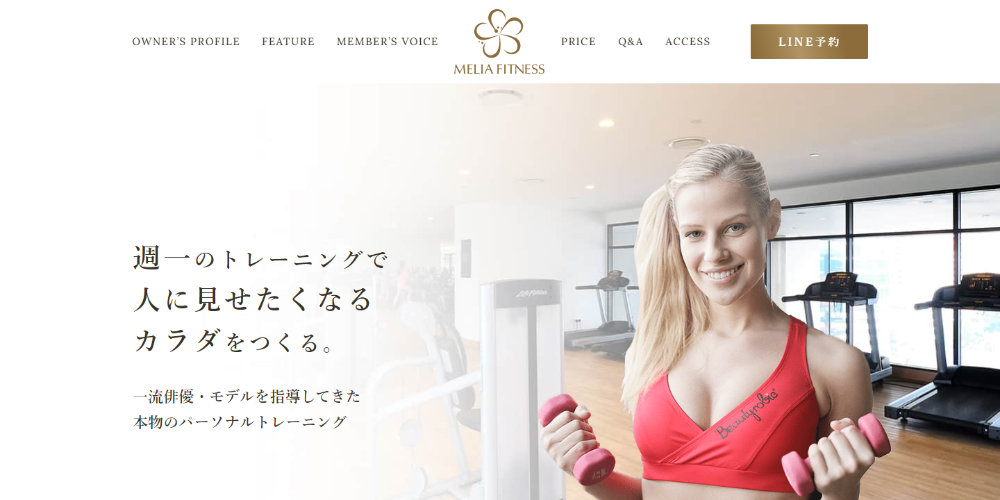 OWNER'S PROFILE
FEATURE
MEMBER'S VOICE
MELIA FITNESS
PRICE
Q&A
ACCESS
LINE予約
週一のトレーニングで
人に見せたくなる
カラダをつくる。
一流俳優・モデルを指導してきた
本物のパーソナルトレーニング
Beautyrobic